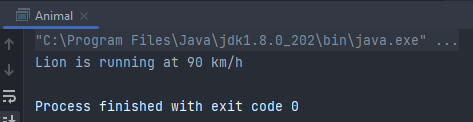 Animal
"C:\Program Files\Java\jdk1.8.0_202\bin\java.exe" ...
Lion is running at 90 km/h
Process finished with exit code 0